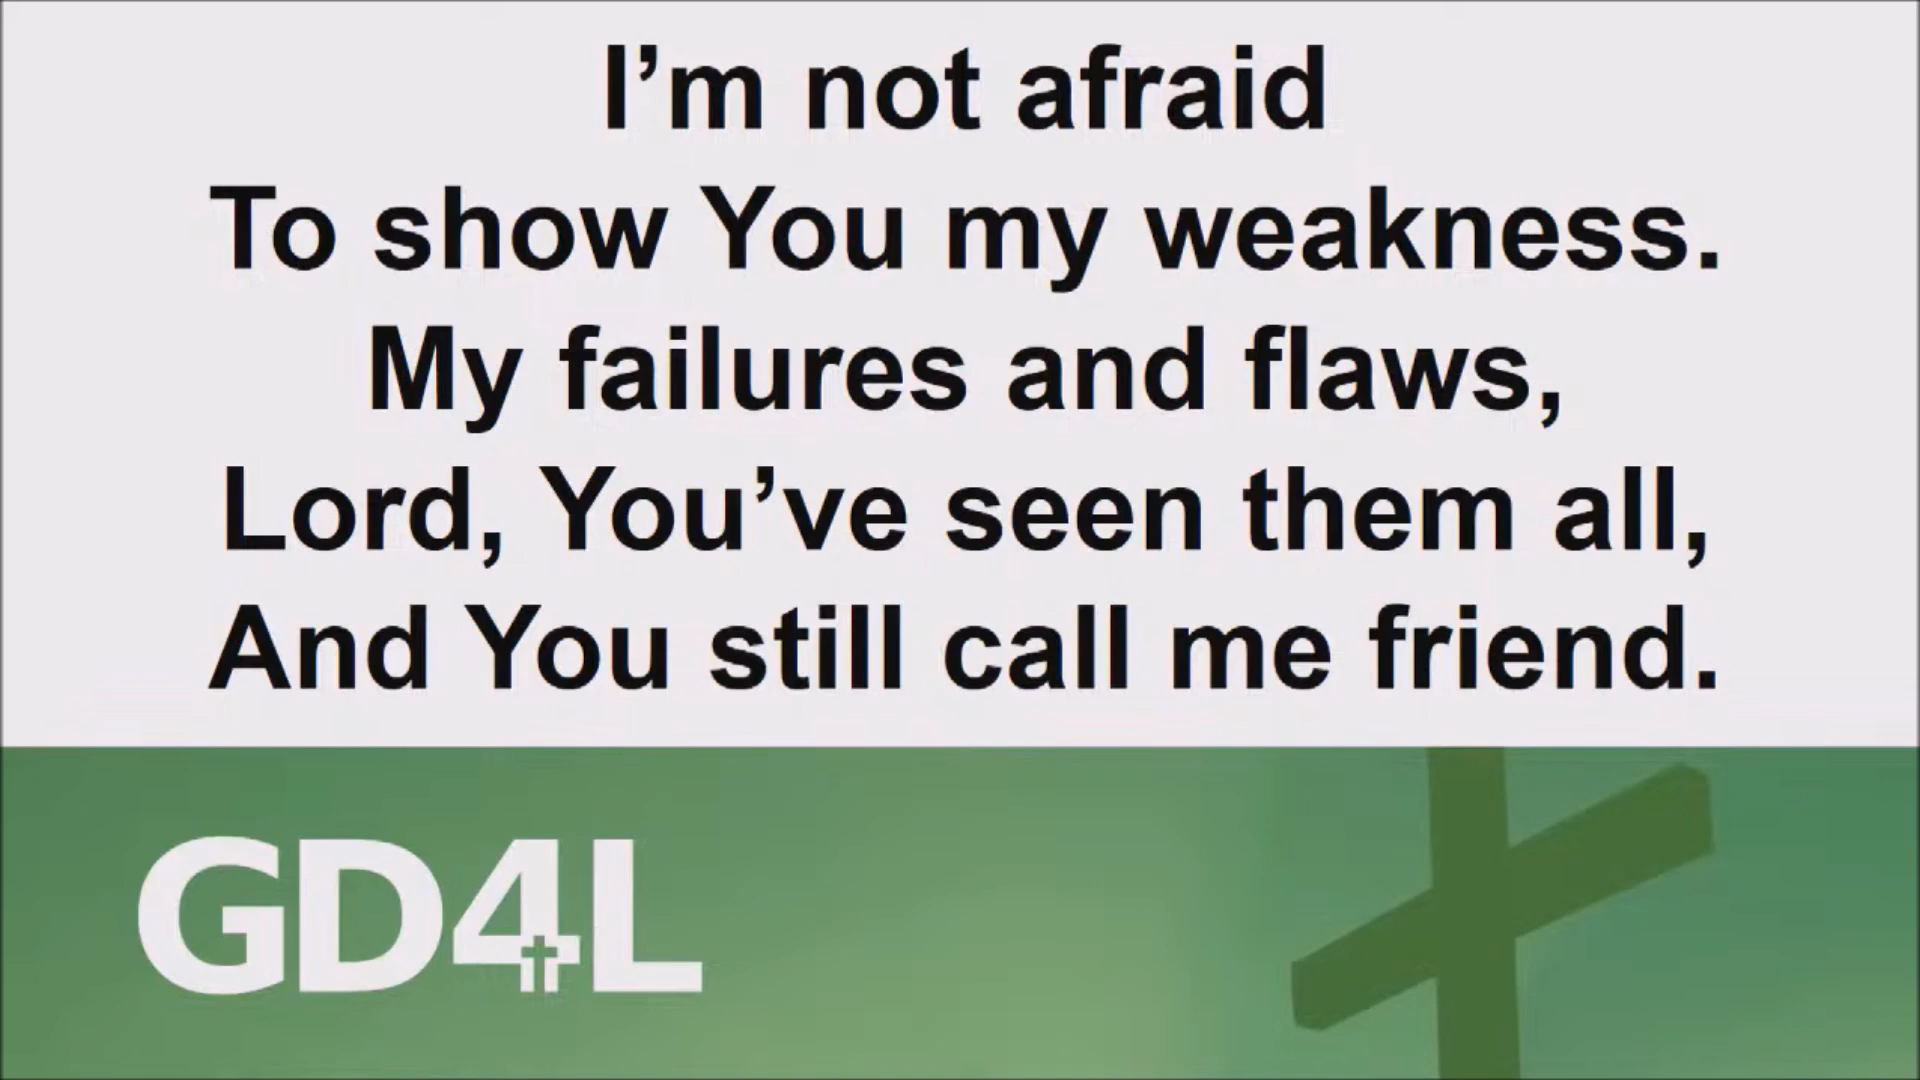 I’m not afraid
To show You my weakness.
My failures and flaws,
Lord, You’ve seen them all,
And You still call me friend.
GD4L